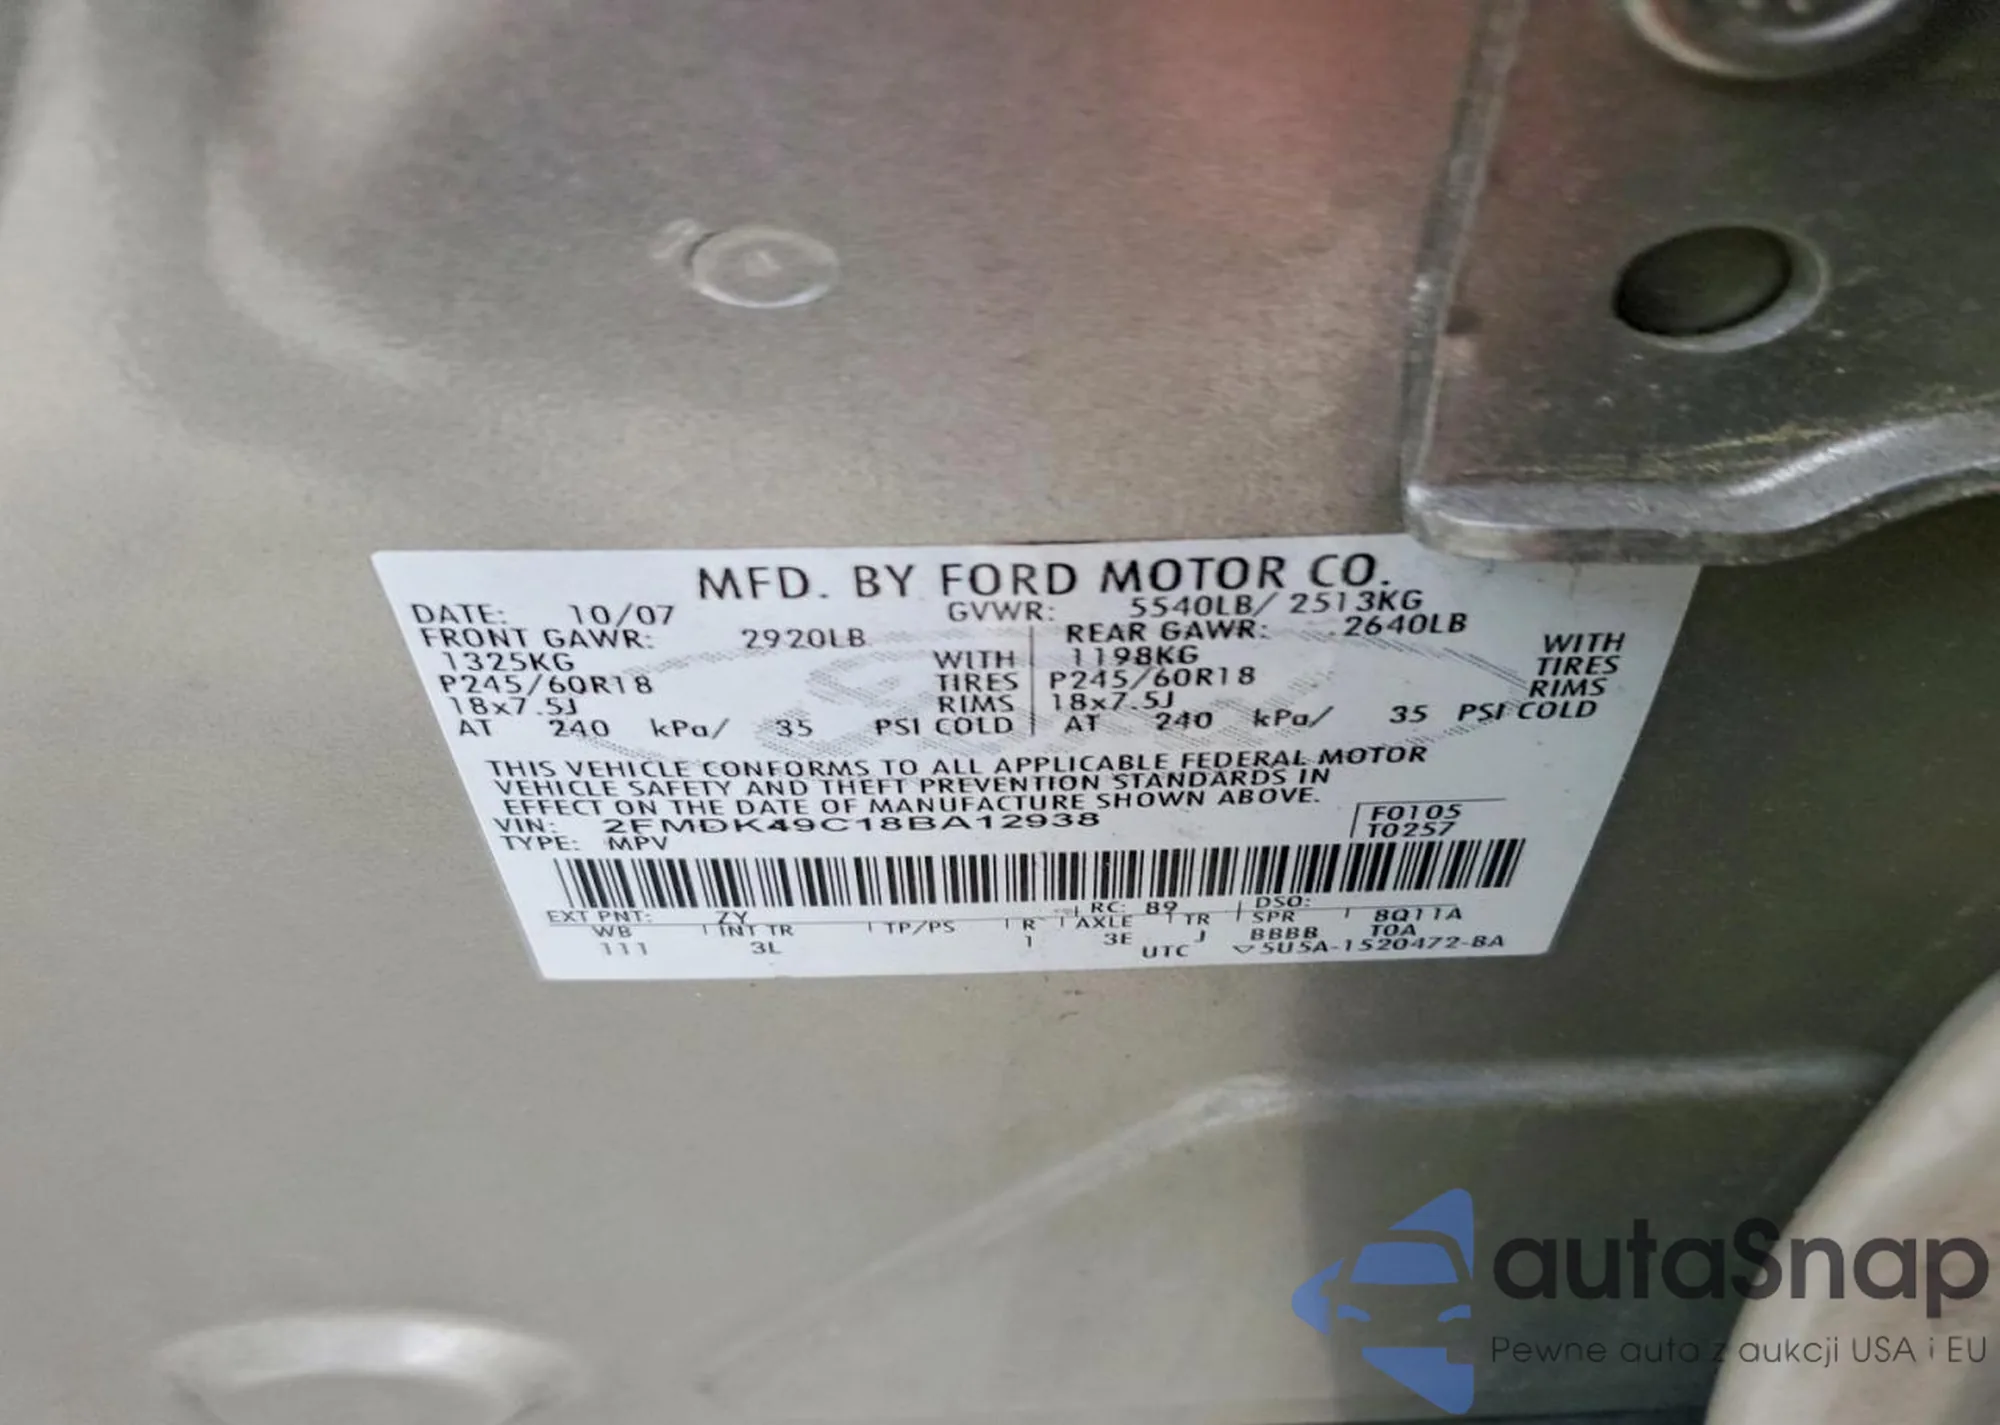 MFD. BY FORD MOTOR CO.
DATE: 10/07 GVWR: 5540LB/ 2513KG
FRONT GAWR: 2920LB REAR GAWR: 2640LB
1325KG WITH 1198KG WITH
P245/60R18 TIRES P245/60R18 TIRES
18x7.5J RIMS 18x7.5J RIMS
AT 240 kPa/ 35 PSI COLD AT 240 kPa/ 35 PSI COLD
THIS VEHICLE CONFORMS TO ALL APPLICABLE FEDERAL MOTOR
VEHICLE SAFETY AND THEFT PREVENTION STANDARDS IN
EFFECT ON THE DATE OF MANUFACTURE SHOWN ABOVE.
VIN: 2FMDK49C18BA12938 F0105
TYPE: MPV T0257
EXT PNT: ZY RC: 89 DSO:
WB INT TR TP/PS R AXLE TR SPR 8Q11A
111 3L 1 3E J BBBB TOA
UTC ▽5U5A-1520472-BA
autaSnap
Pewne auta z aukcji USA i EU